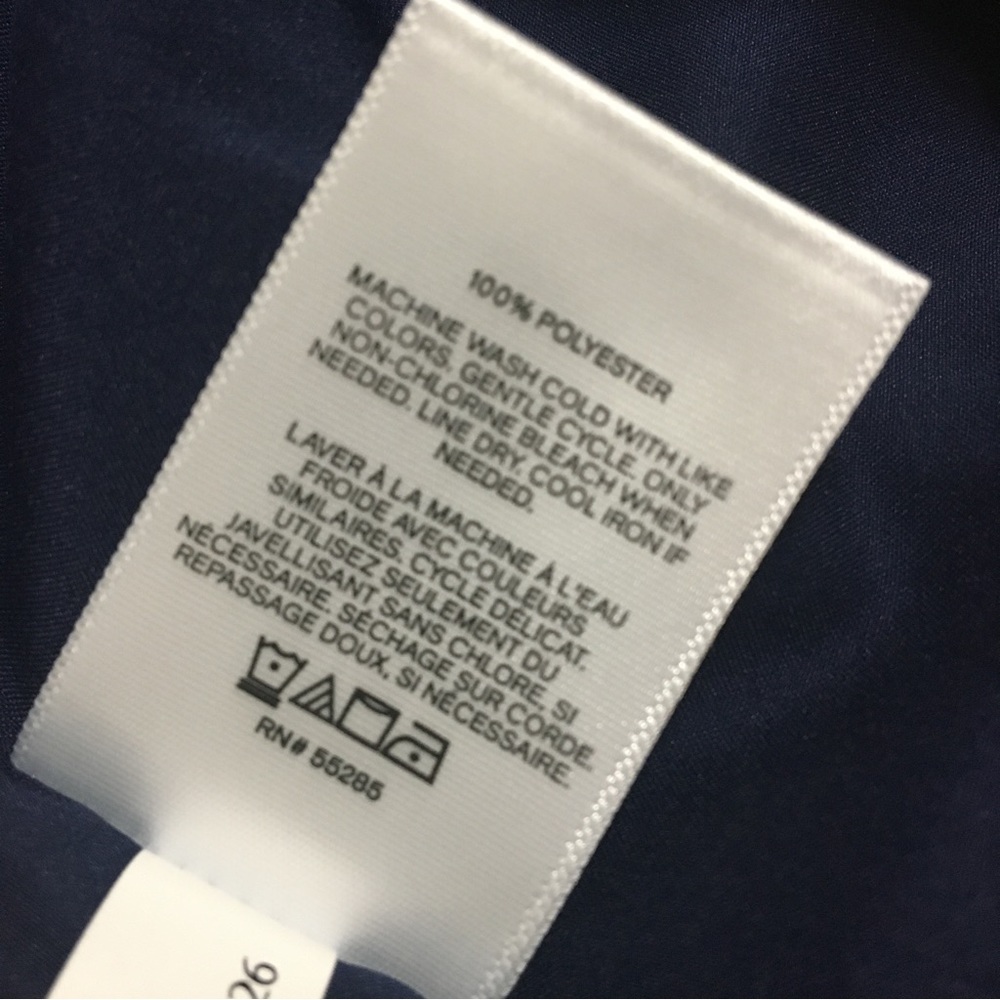 100% POLYESTER
MACHINE WASH COLD WITH LIKE
COLORS. GENTLE CYCLE. ONLY
NON-CHLORINE BLEACH WHEN
NEEDED. LINE DRY. COOL IRON IF
NEEDED.
LAVER À LA MACHINE À L'EAU
FROIDE AVEC COULEURS
SIMILAIRES. CYCLE DÉLICAT.
UTILISEZ SEULEMENT DU
JAVELLISANT SANS CHLORE, SI
NÉCESSAIRE. SÉCHAGE SUR CORDE.
REPASSAGE DOUX, SI NÉCESSAIRE.
RN# 55285
26